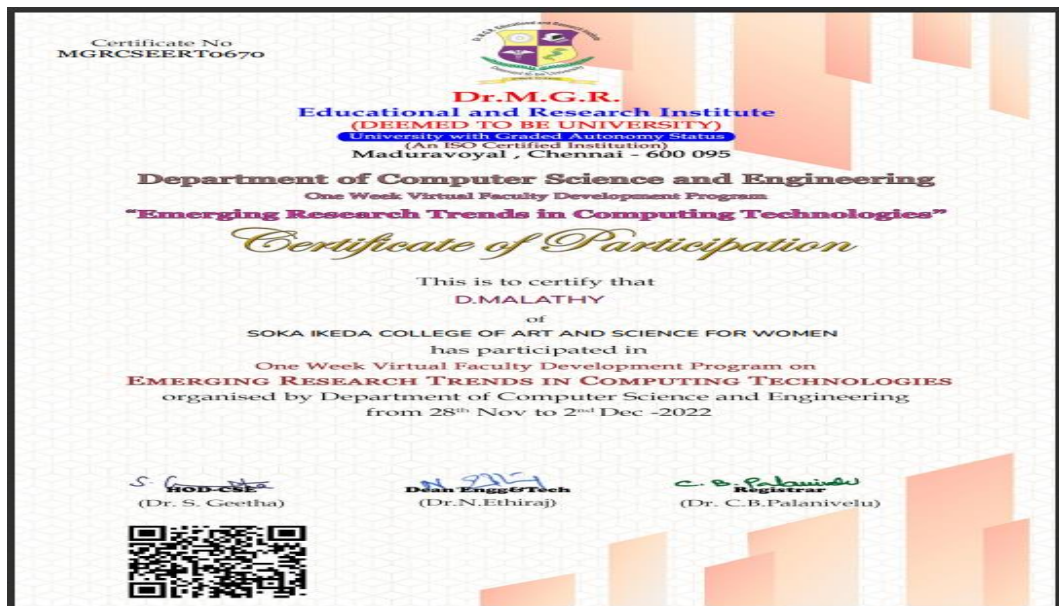 Certificate No
MGRCSEERT0670
Dr.M.G.R.
Educational and Research Institute
(DEEMED TO BE UNIVERSITY)
University with Graded Autonomy Status
(An ISO Certified Institution)
Maduravoyal , Chennai - 600 095
Department of Computer Science and Engineering
One Week Virtual Faculty Development Program
“Emerging Research Trends in Computing Technologies”
Certificate of Participation
This is to certify that
D.MALATHY
of
SOKA IKEDA COLLEGE OF ART AND SCIENCE FOR WOMEN
has participated in
One Week Virtual Faculty Development Program on
EMERGING RESEARCH TRENDS IN COMPUTING TECHNOLOGIES
organised by Department of Computer Science and Engineering
from 28th Nov to 2nd Dec -2022
C. B. Palanivelu
HOD-CSE Dean Engg&Tech Registrar
(Dr. S. Geetha) (Dr.N.Ethiraj) (Dr. C.B.Palanivelu)